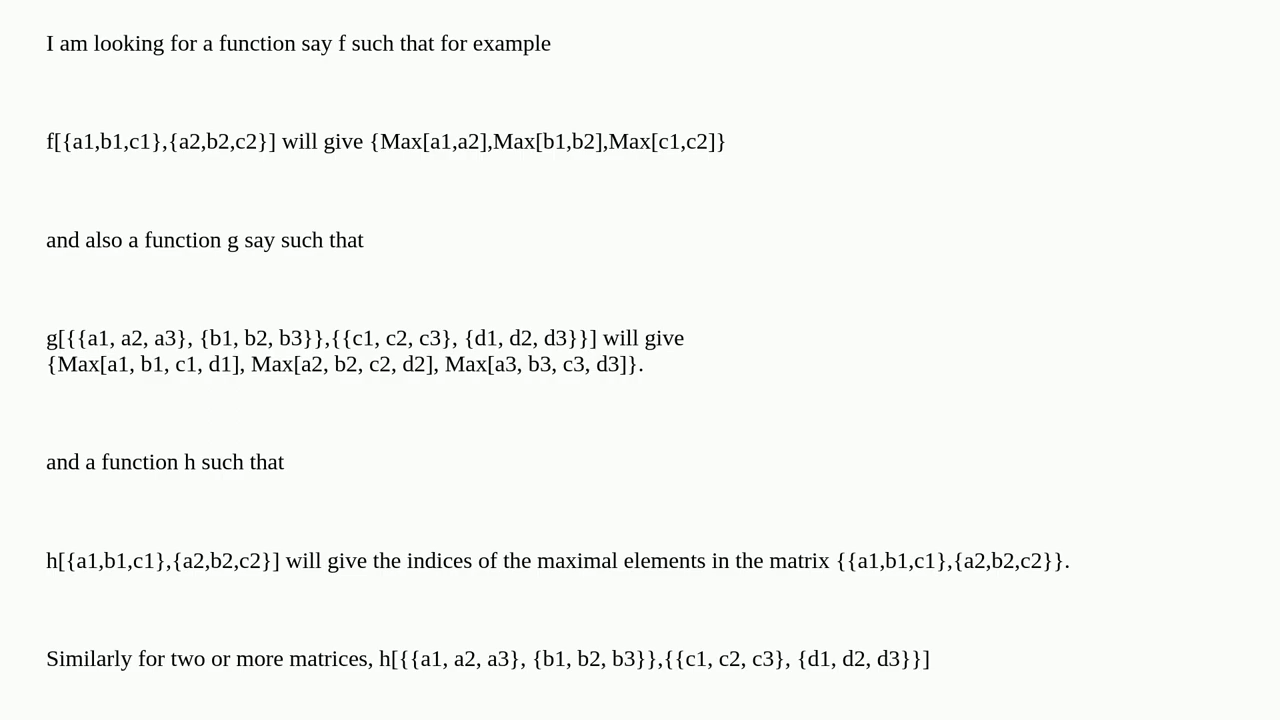 I am looking for a function say f such that for example
f[{a1,b1,c1},{a2,b2,c2}] will give {Max[a1,a2],Max[b1,b2],Max[c1,c2]}
and also a function g say such that
g[{{a1, a2, a3}, {b1, b2, b3}},{{c1, c2, c3}, {d1, d2, d3}}] will give
{Max[a1, b1, c1, d1], Max[a2, b2, c2, d2], Max[a3, b3, c3, d3]}.
and a function h such that
h[{a1,b1,c1},{a2,b2,c2}] will give the indices of the maximal elements in the matrix {{a1,b1,c1},{a2,b2,c2}}.
Similarly for two or more matrices, h[{{a1, a2, a3}, {b1, b2, b3}},{{c1, c2, c3}, {d1, d2, d3}}]